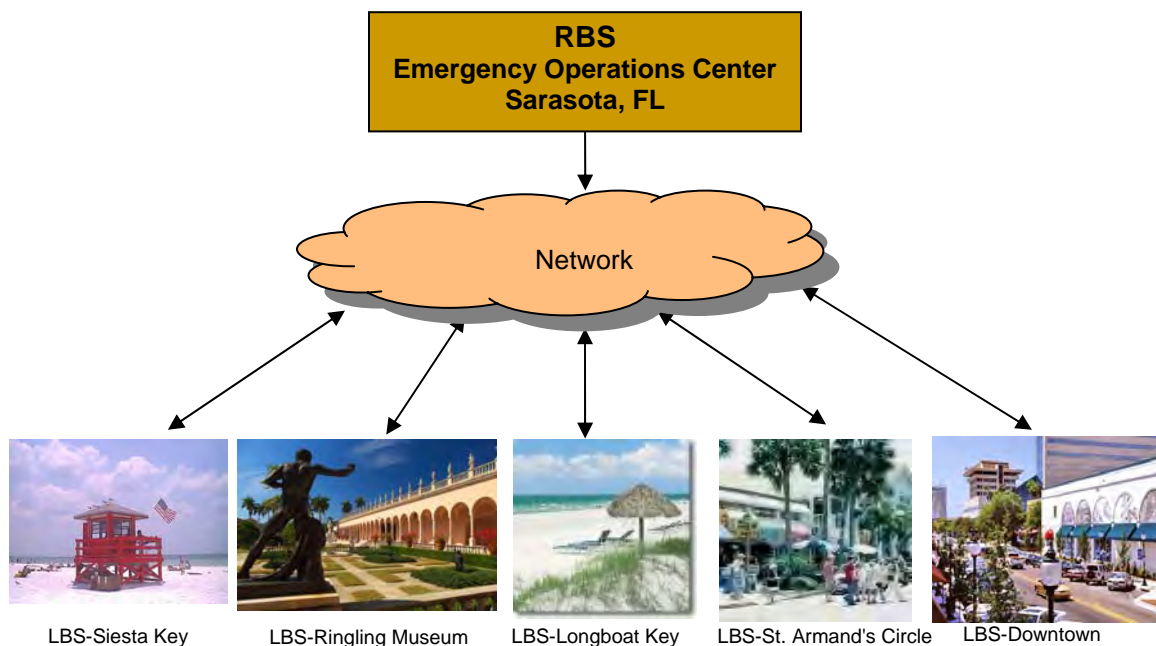 RBS
Emergency Operations Center
Sarasota, FL
Network
LBS-Siesta Key
LBS-Ringling Museum
LBS-Longboat Key
LBS-St. Armand's Circle
LBS-Downtown